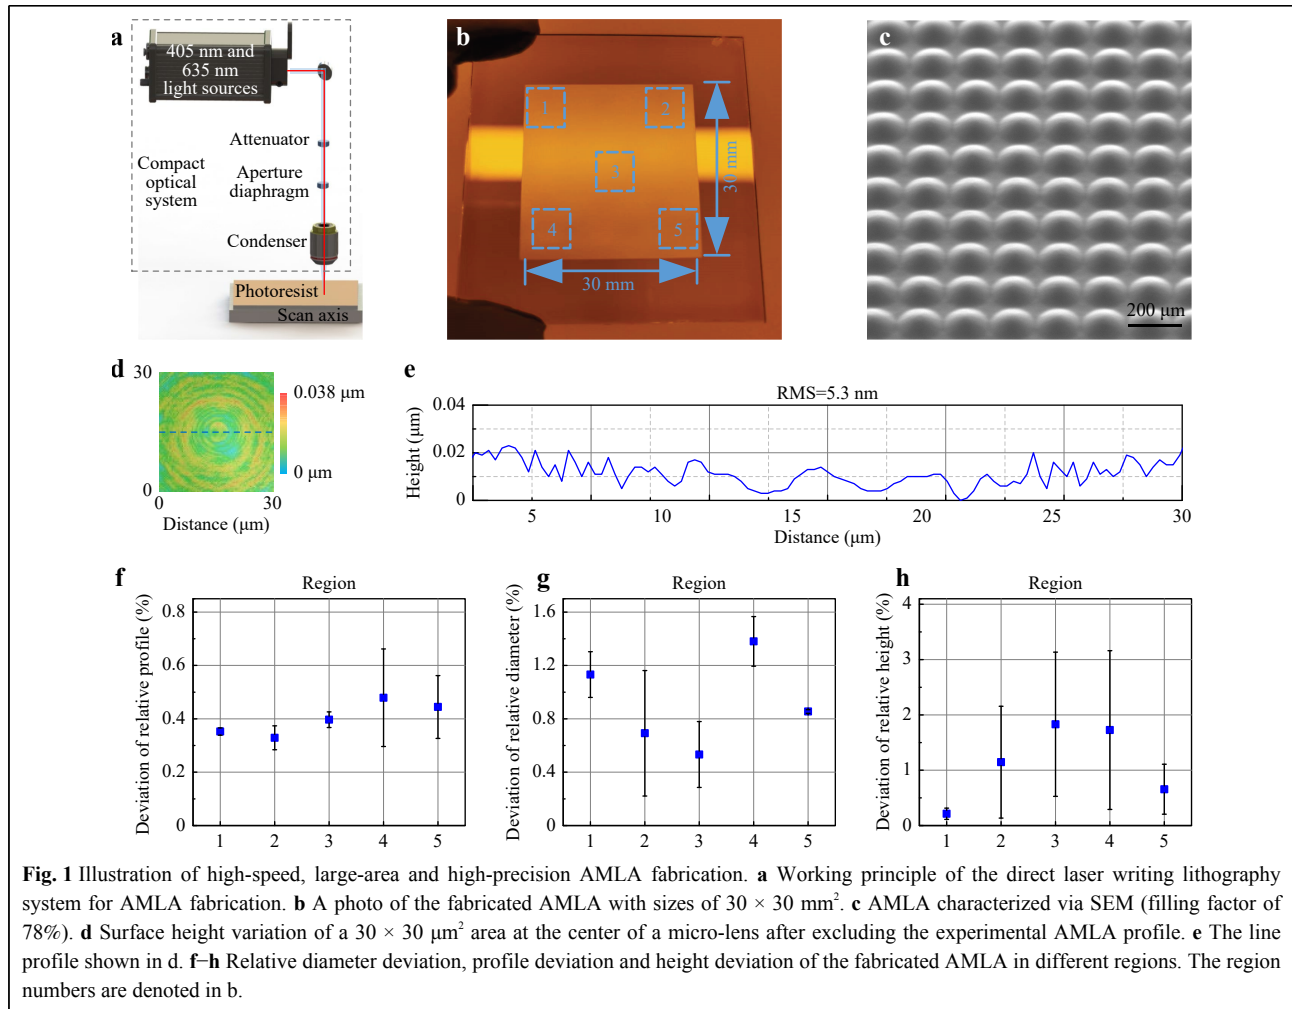 a
405 nm and
635 nm
light sources
Attenuator
Compact
optical
system
Aperture
diaphragm
Condenser
Photoresist
Scan axis
b
1
2
3
4
5
30 mm
30 mm
c
200 μm
d
30
0
0
30
Distance (μm)
0.038 μm
0 μm
e
RMS=5.3 nm
Height (μm)
0.04
0.02
0
5
10
15
20
25
30
Distance (μm)
f
Region
Deviation of relative profile (%)
0.8
0.6
0.4
0.2
0
1
2
3
4
5
g
Region
Deviation of relative diameter (%)
1.6
1.2
0.8
0.4
0
1
2
3
4
5
h
Region
Deviation of relative height (%)
4
3
2
1
0
1
2
3
4
5
Fig. 1 Illustration of high-speed, large-area and high-precision AMLA fabrication. a Working principle of the direct laser writing lithography
system for AMLA fabrication. b A photo of the fabricated AMLA with sizes of 30 × 30 mm². c AMLA characterized via SEM (filling factor of
78%). d Surface height variation of a 30 × 30 μm² area at the center of a micro-lens after excluding the experimental AMLA profile. e The line
profile shown in d. f−h Relative diameter deviation, profile deviation and height deviation of the fabricated AMLA in different regions. The region
numbers are denoted in b.